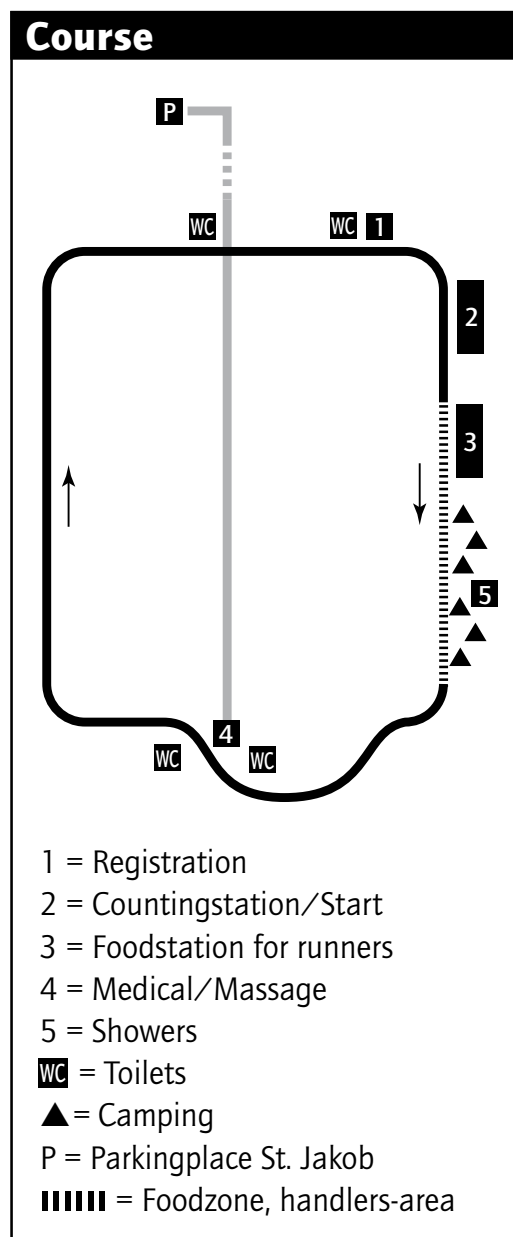 Course
P
WC
WC 1
2
3
5
4
WC
WC
1 = Registration
2 = Countingstation/Start
3 = Foodstation for runners
4 = Medical/Massage
5 = Showers
WC = Toilets
= Camping
P = Parkingplace St. Jakob
= Foodzone, handlers-area